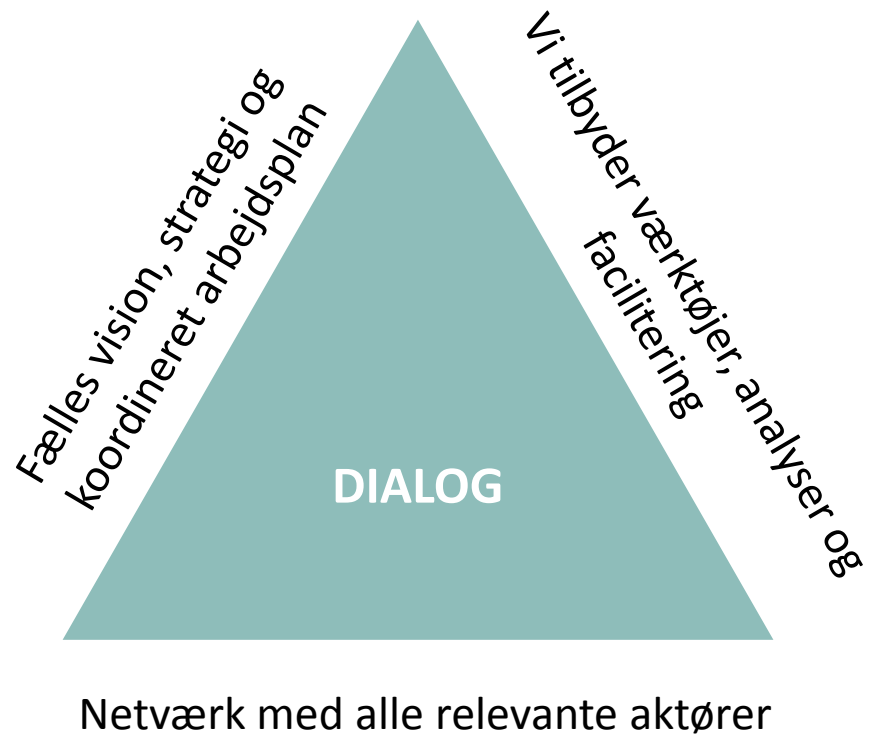 Fælles vision, strategi og
koordineret arbejdsplan
Vi tilbyder værktøjer, analyser og
facilitering
DIALOG
Netværk med alle relevante aktører